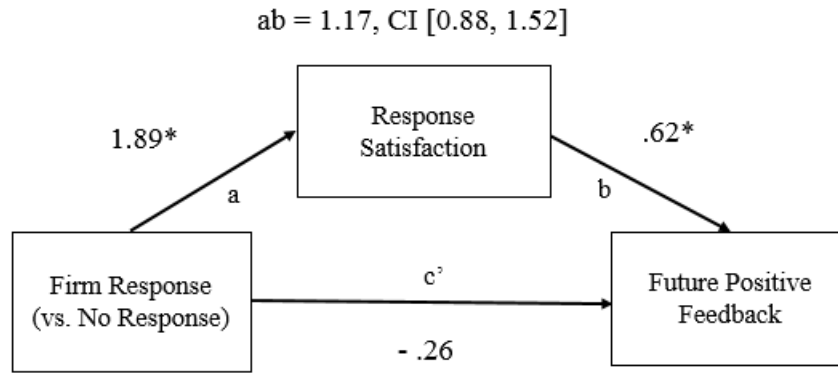 ab = 1.17, CI [0.88, 1.52]
Response
Satisfaction
1.89*
.62*
a
b
Firm Response
(vs. No Response)
c’
- .26
Future Positive
Feedback